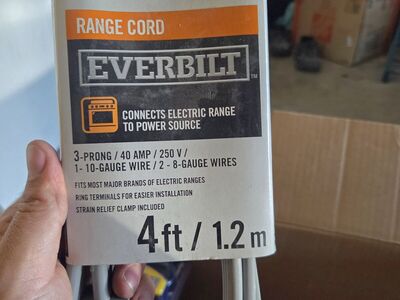 RANGE CORD
EVERBILT™
CONNECTS ELECTRIC RANGE
TO POWER SOURCE
3-PRONG / 40 AMP / 250 V /
1- 10-GAUGE WIRE / 2 - 8-GAUGE WIRES
FITS MOST MAJOR BRANDS OF ELECTRIC RANGES
RING TERMINALS FOR EASIER INSTALLATION
STRAIN RELIEF CLAMP INCLUDED
4ft / 1.2 m